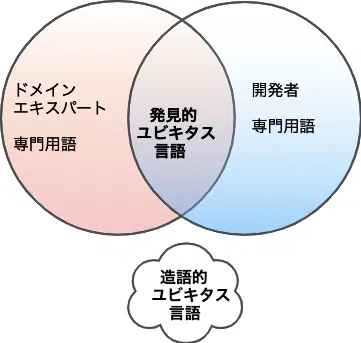 ドメイン
エキスパート
専門用語
発見的
ユビキタス
言語
開発者
専門用語
造語的
ユビキタス
言語